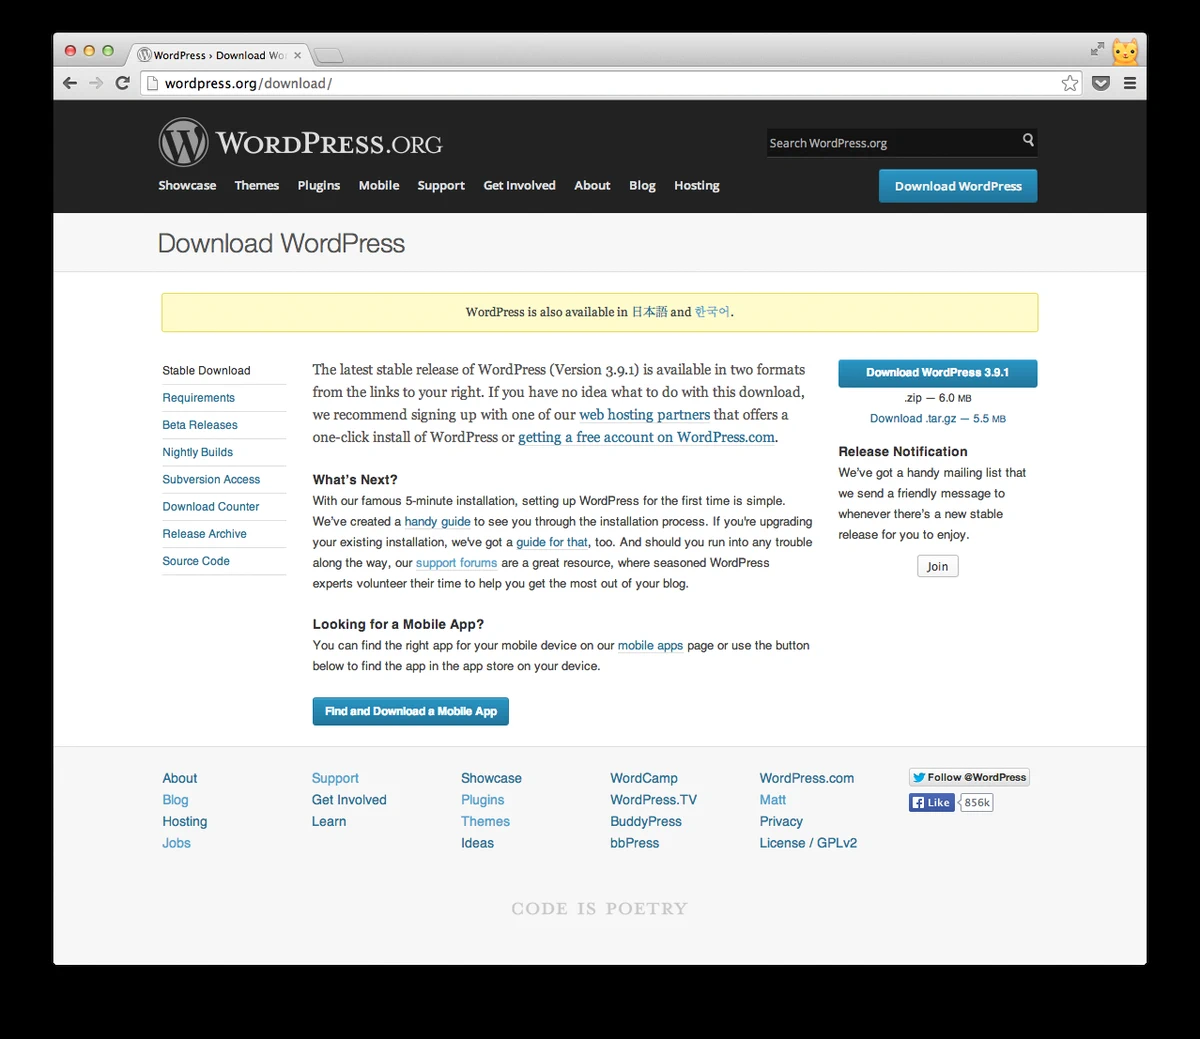 WordPress › Download Wo
wordpress.org/download/
WORDPRESS.ORG
Search WordPress.org
Showcase Themes Plugins Mobile Support Get Involved About Blog Hosting
Download WordPress
Download WordPress
WordPress is also available in 日本語 and 한국어.
Stable Download
Requirements
Beta Releases
Nightly Builds
Subversion Access
Download Counter
Release Archive
Source Code
The latest stable release of WordPress (Version 3.9.1) is available in two formats
from the links to your right. If you have no idea what to do with this download,
we recommend signing up with one of our web hosting partners that offers a
one-click install of WordPress or getting a free account on WordPress.com.
What's Next?
With our famous 5-minute installation, setting up WordPress for the first time is simple.
We've created a handy guide to see you through the installation process. If you're upgrading
your existing installation, we've got a guide for that, too. And should you run into any trouble
along the way, our support forums are a great resource, where seasoned WordPress
experts volunteer their time to help you get the most out of your blog.
Looking for a Mobile App?
You can find the right app for your mobile device on our mobile apps page or use the button
below to find the app in the app store on your device.
Find and Download a Mobile App
Download WordPress 3.9.1
.zip — 6.0 MB
Download .tar.gz — 5.5 MB
Release Notification
We've got a handy mailing list that
we send a friendly message to
whenever there's a new stable
release for you to enjoy.
Join
About
Blog
Hosting
Jobs
Support
Get Involved
Learn
Showcase
Plugins
Themes
Ideas
WordCamp
WordPress.TV
BuddyPress
bbPress
WordPress.com
Matt
Privacy
License / GPLv2
Follow @WordPress
Like 856k
CODE IS POETRY